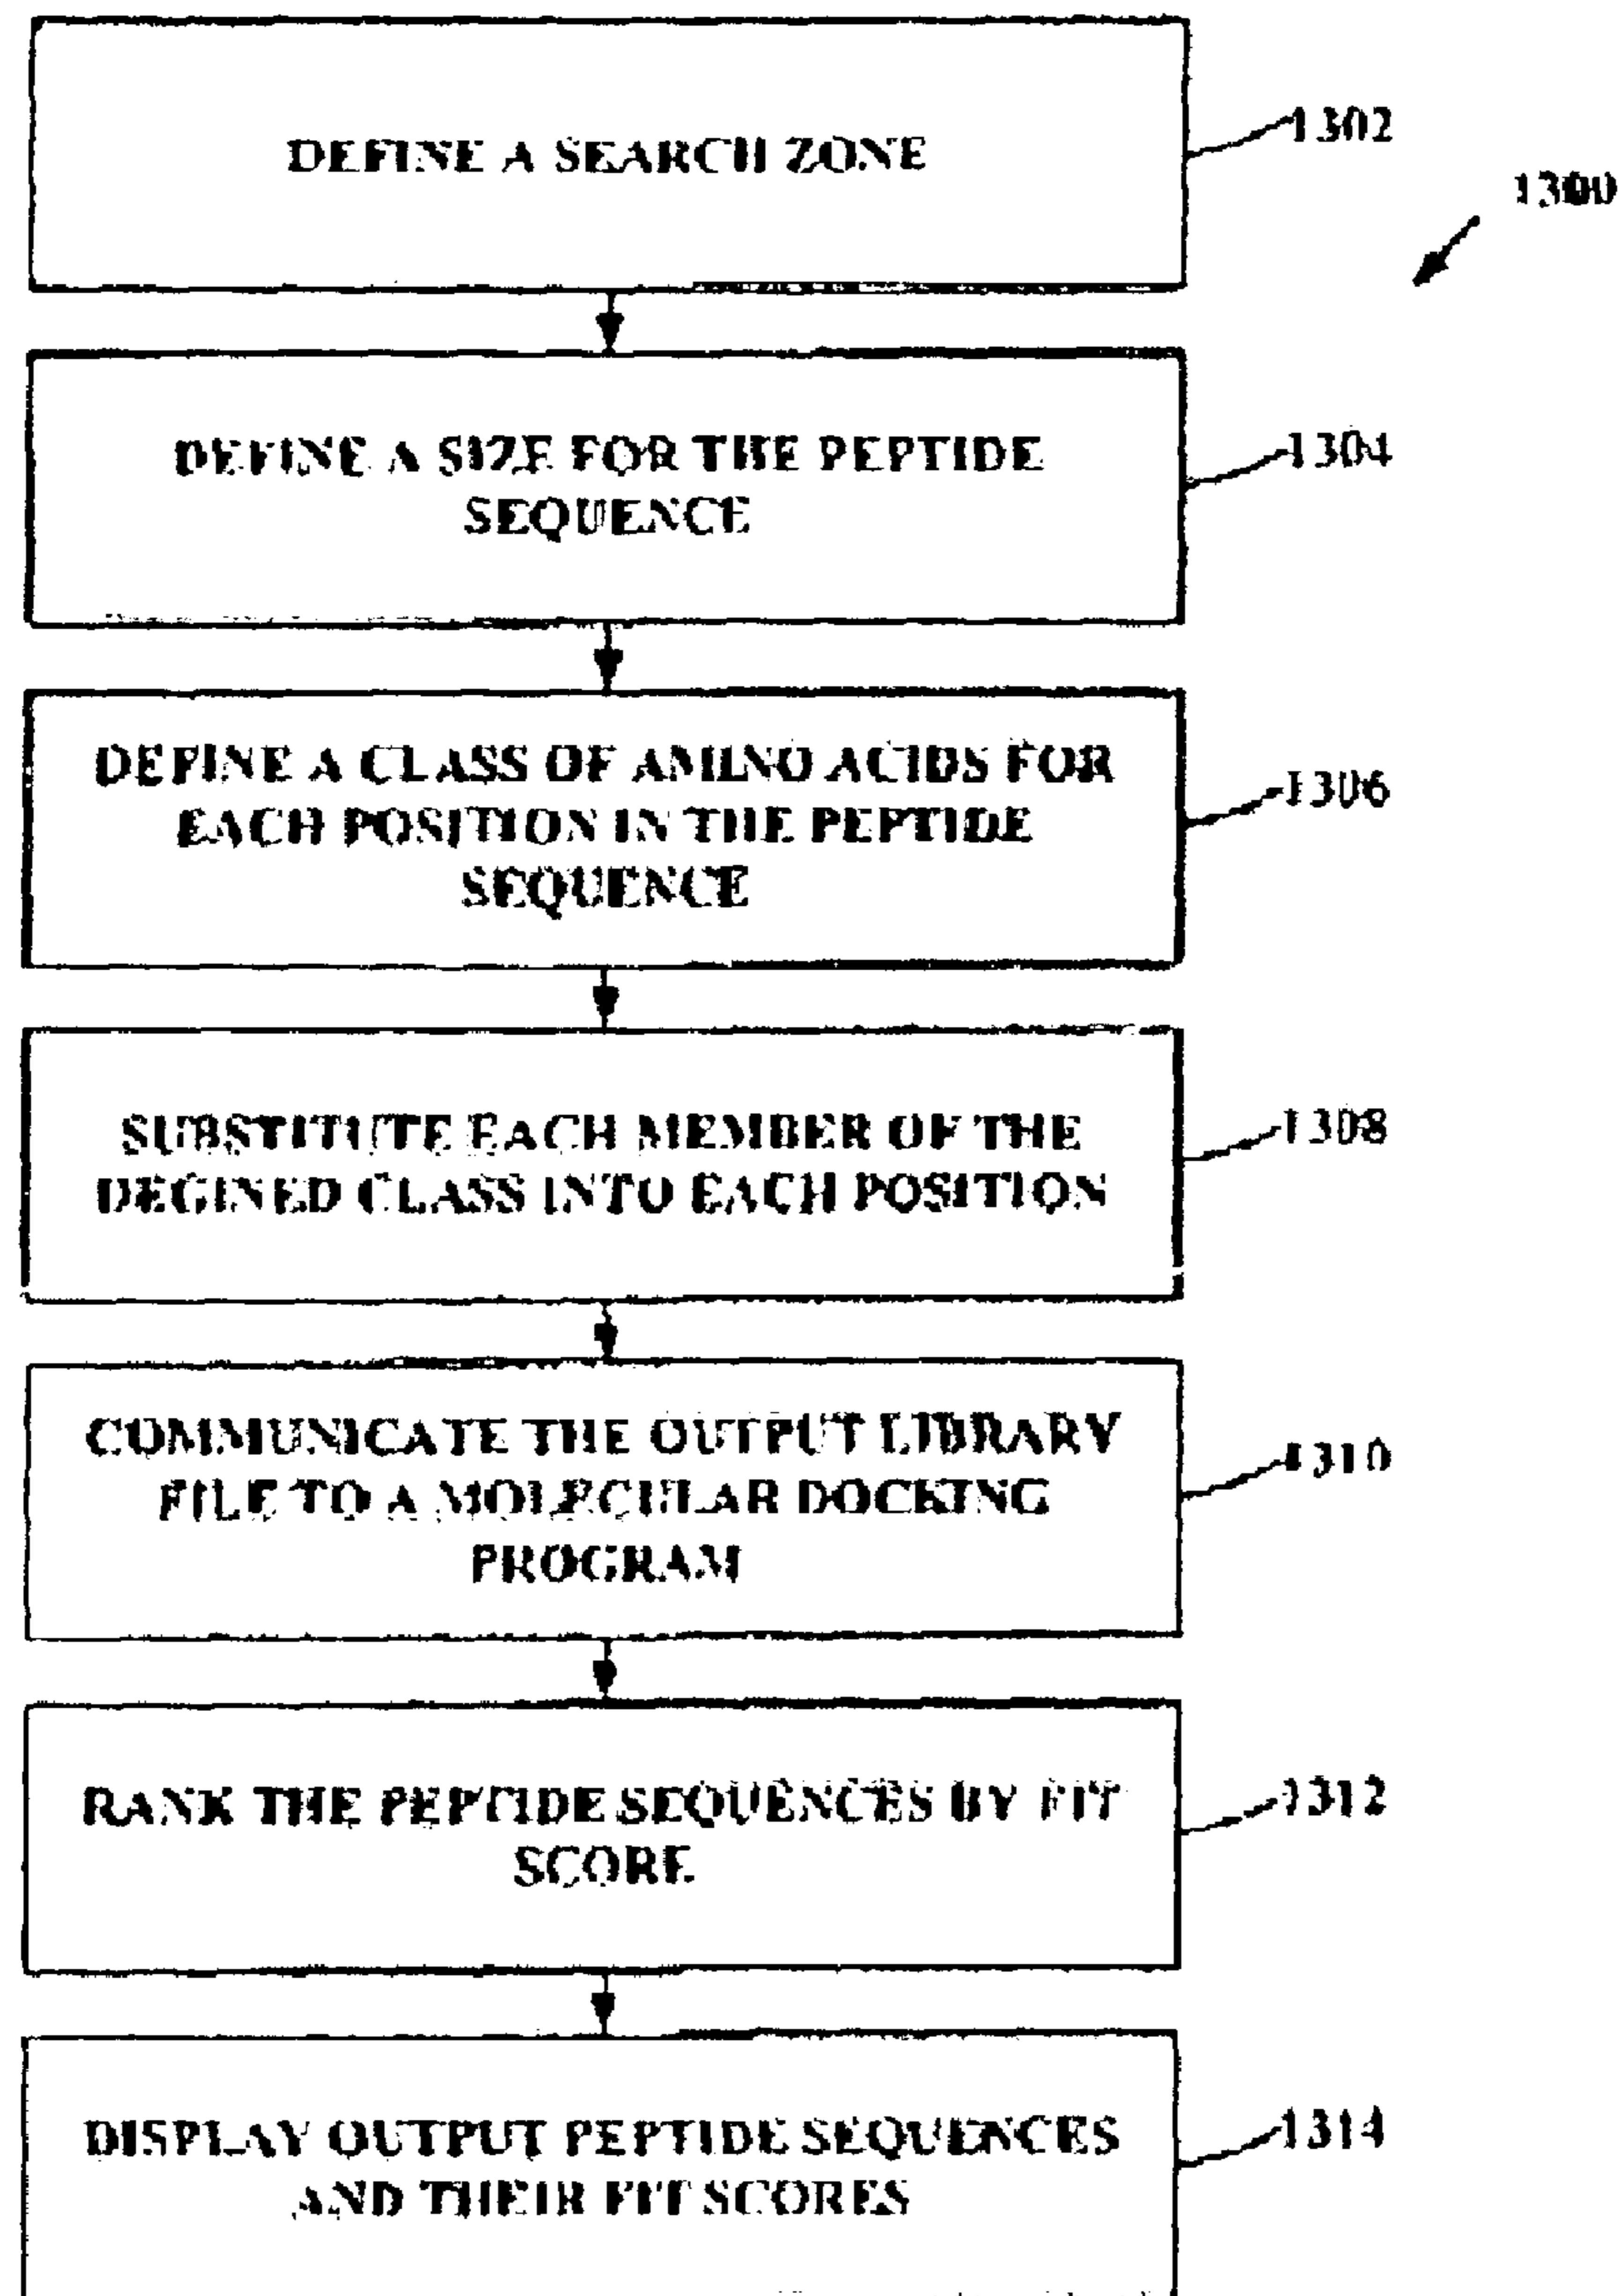 DEFINE A SEARCH ZONE
1302
1300
DEFINE A SIZE FOR THE PEPTIDE
SEQUENCE
1304
DEFINE A CLASS OF AMINO ACIDS FOR
EACH POSITION IN THE PEPTIDE
SEQUENCE
1306
SUBSTITUTE EACH MEMBER OF THE
DEGINED CLASS INTO EACH POSITION
1308
COMMUNICATE THE OUTPUT LIBRARY
FILE TO A MOLECULAR DOCKING
PROGRAM
1310
RANK THE PEPTIDE SEQUENCES BY FIT
SCORE
1312
DISPLAY OUTPUT PEPTIDE SEQUENCES
AND THEIR FIT SCORES
1314